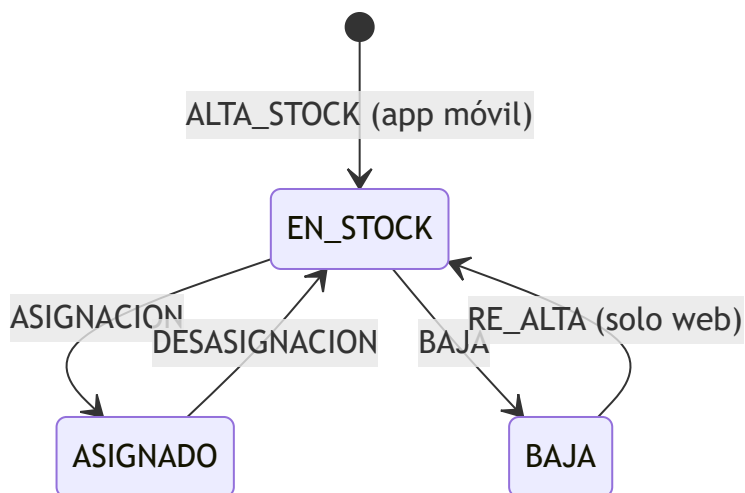 ALTA_STOCK (app móvil)
EN_STOCK
ASIGNACION
DESASIGNACION
BAJA
RE_ALTA (solo web)
ASIGNADO
BAJA